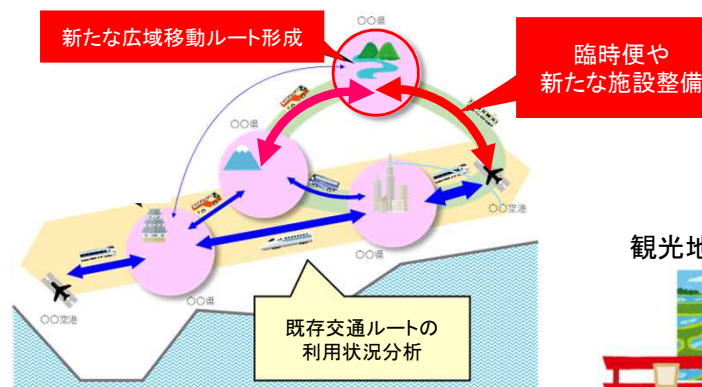 〇〇県
新たな広域移動ルート形成
臨時便や
新たな施設整備
〇〇県
〇〇空港
観光地
〇〇県
〇〇県
〇〇空港
既存交通ルートの
利用状況分析